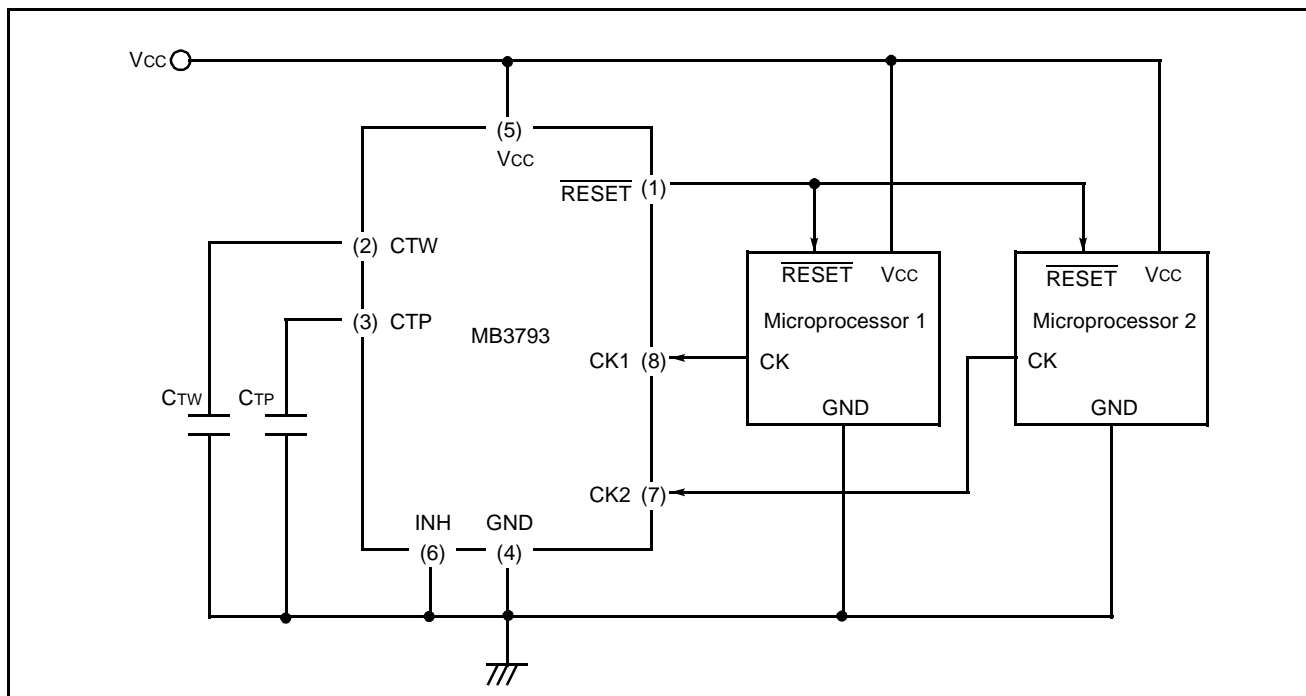 VCC
(5)
VCC
RESET (1)
(2) CTW
(3) CTP
MB3793
RESET VCC
Microprocessor 1
RESET VCC
Microprocessor 2
CK1 (8)
CK
CK
CTW CTP
GND
GND
CK2 (7)
INH GND
(6) (4)